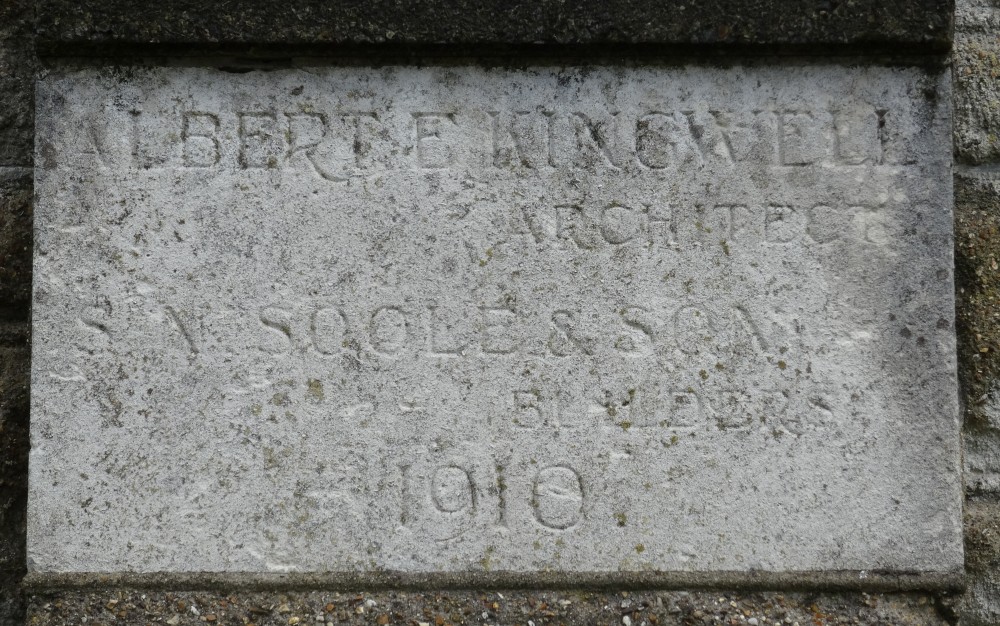 ALBERT E KINGWELL
ARCHITECT
S N SOOLE & SON
BUILDERS
1910